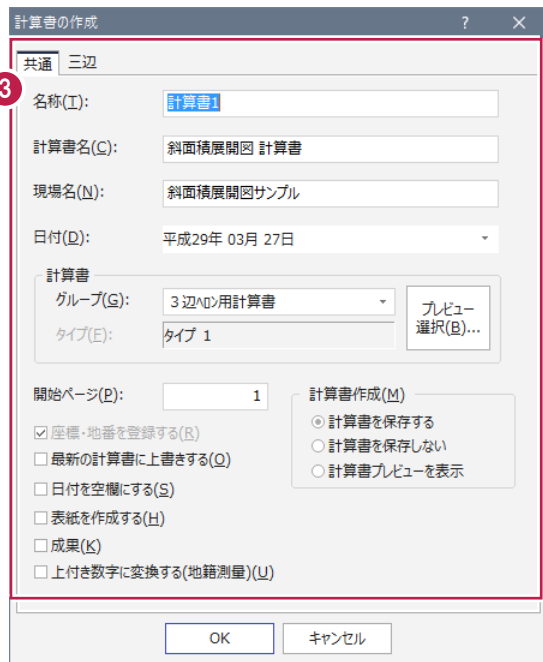 計算書の作成 ? ×
共通 三辺
3
名称(T): 計算書1
計算書名(C): 斜面積展開図 計算書
現場名(N): 斜面積展開図サンプル
日付(D): 平成29年 03月 27日
計算書
グループ(G): 3辺ヘロン用計算書
プレビュー
選択(B)...
タイプ(F): タイプ 1
開始ページ(P): 1
計算書作成(M)
計算書を保存する
計算書を保存しない
計算書プレビューを表示
座標・地番を登録する(R)
最新の計算書に上書きする(O)
日付を空欄にする(S)
表紙を作成する(H)
成果(K)
上付き数字に変換する(地籍測量)(U)
OK キャンセル